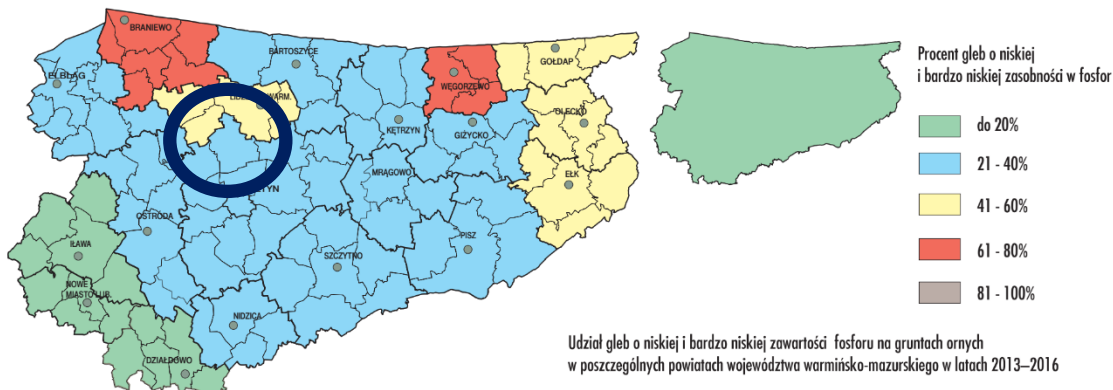 BRANIEWO
GOŁDAP
BARTOSZYCE
ELBLĄG
WĘGORZEWO
WARM.
OLECKO
KĘTRZYN
GIŻYCKO
EŁK
MRĄGOWO
OSTRÓDA
PISZ
IŁAWA
SZCZYTNO
NOWE
MIASTO LUB.
NIDZICA
DZIAŁDOWO
Procent gleb o niskiej
i bardzo niskiej zasobności w fosfor
do 20%
21 - 40%
41 - 60%
61 - 80%
81 - 100%
Udział gleb o niskiej i bardzo niskiej zawartości fosforu na gruntach ornych
w poszczególnych powiatach województwa warmińsko-mazurskiego w latach 2013–2016